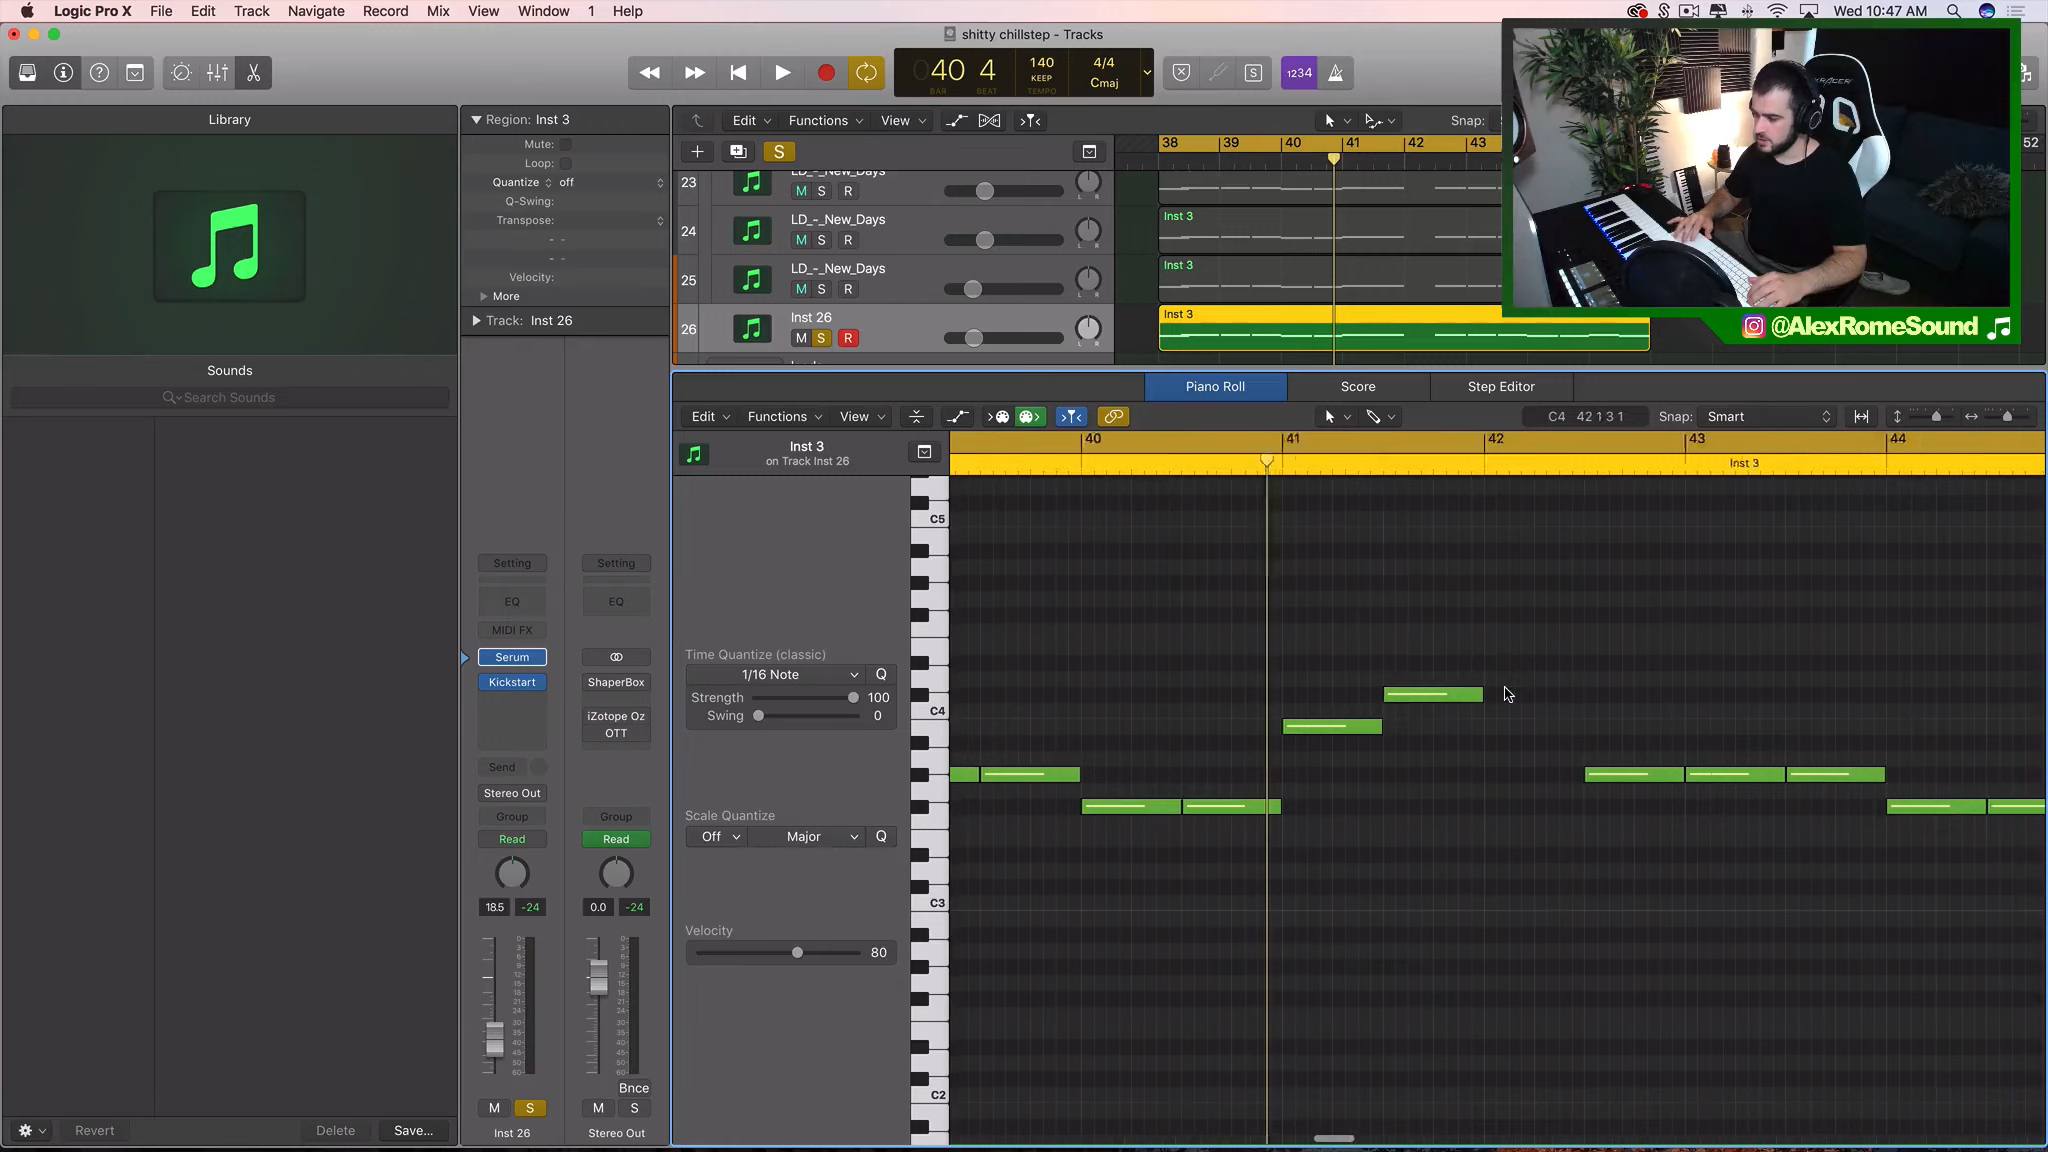 Logic Pro X File Edit Track Navigate Record Mix View Window 1 Help
Wed 10:47 AM
shitty chillstep - Tracks
40 4
BAR BEAT
140
KEEP
TEMPO
4/4
Cmaj
1234
S
Library
Sounds
Search Sounds
Revert Delete Save...
Region: Inst 3
Mute:
Loop:
Quantize off
Q-Swing:
Transpose:
Velocity:
More
Track: Inst 26
Setting Setting
EQ EQ
MIDI FX
Serum
Kickstart ShaperBox
iZotope Oz
OTT
Send
Stereo Out
Group Group
Read Read
18.5 -24 0.0 -24
Bnce
M S M S
Inst 26 Stereo Out
Edit Functions View
Snap:
S
38 39 40 41 42 43
52
23 LD_-_New_Days
M S R
24 LD_-_New_Days
M S R
Inst 3
25 LD_-_New_Days
M S R
Inst 3
26 Inst 26
M S R
Inst 3
@AlexRomeSound
Piano Roll Score Step Editor
Edit Functions View
C4 42 1 3 1
Snap: Smart
Inst 3
on Track Inst 26
40 41 42 43 44
Inst 3
Time Quantize (classic)
1/16 Note Q
Strength 100
Swing 0
Scale Quantize
Off Major Q
Velocity
80
C5
C4
C3
C2